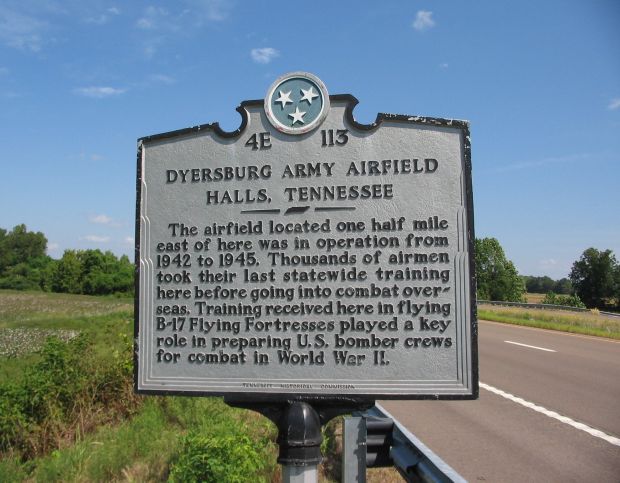 4E 113
DYERSBURG ARMY AIRFIELD
HALLS, TENNESSEE
The airfield located one half mile
east of here was in operation from
1942 to 1945. Thousands of airmen
took their last statewide training
here before going into combat over-
seas. Training received here in flying
B-17 Flying Fortresses played a key
role in preparing U.S. bomber crews
for combat in World War II.
TENNESSEE HISTORICAL COMMISSION